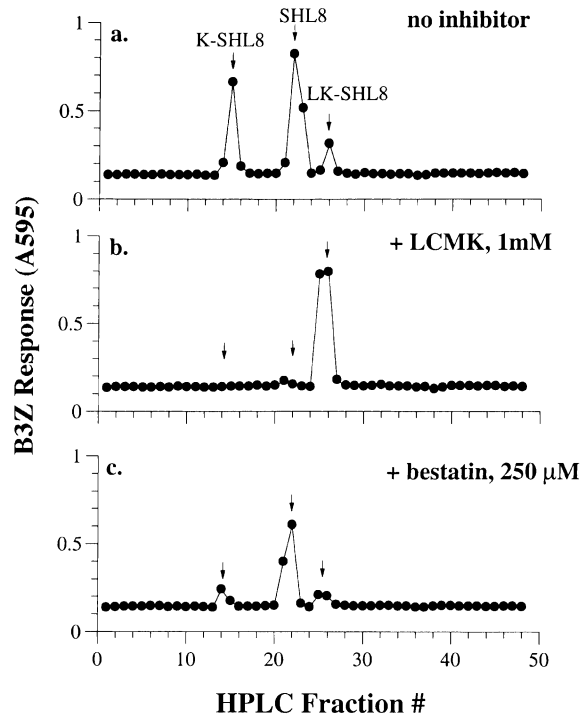 a.
no inhibitor
K-SHL8
SHL8
LK-SHL8
1
0.5
0
b.
+ LCMK, 1mM
1
0.5
0
c.
+ bestatin, 250 µM
1
0.5
0
0 10 20 30 40 50
B3Z Response (A595)
HPLC Fraction #